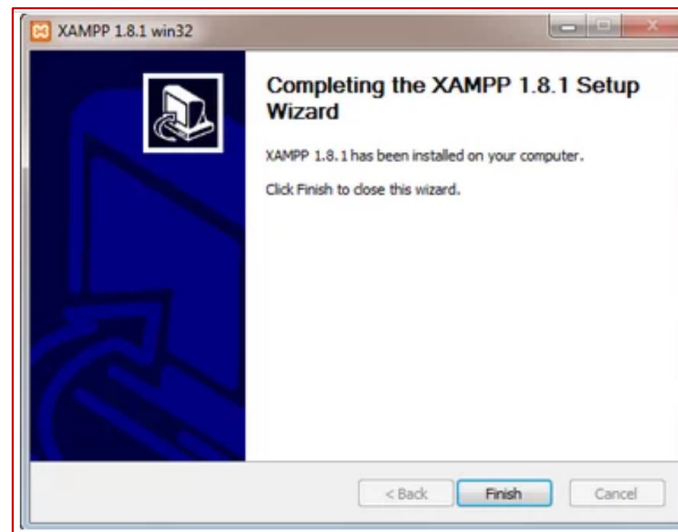 XAMPP 1.8.1 win32
Completing the XAMPP 1.8.1 Setup
Wizard
XAMPP 1.8.1 has been installed on your computer.
Click Finish to close this wizard.
< Back
Finish
Cancel